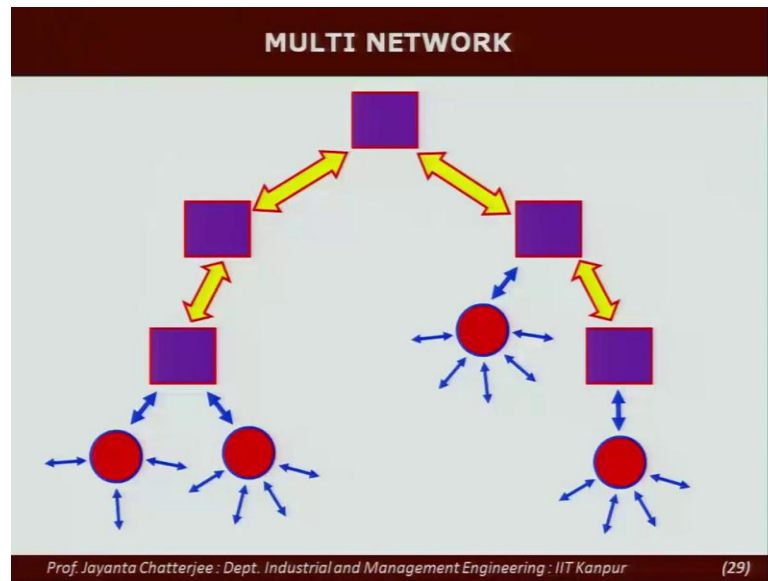 MULTI NETWORK
Prof. Jayanta Chatterjee : Dept. Industrial and Management Engineering : IIT Kanpur (29)